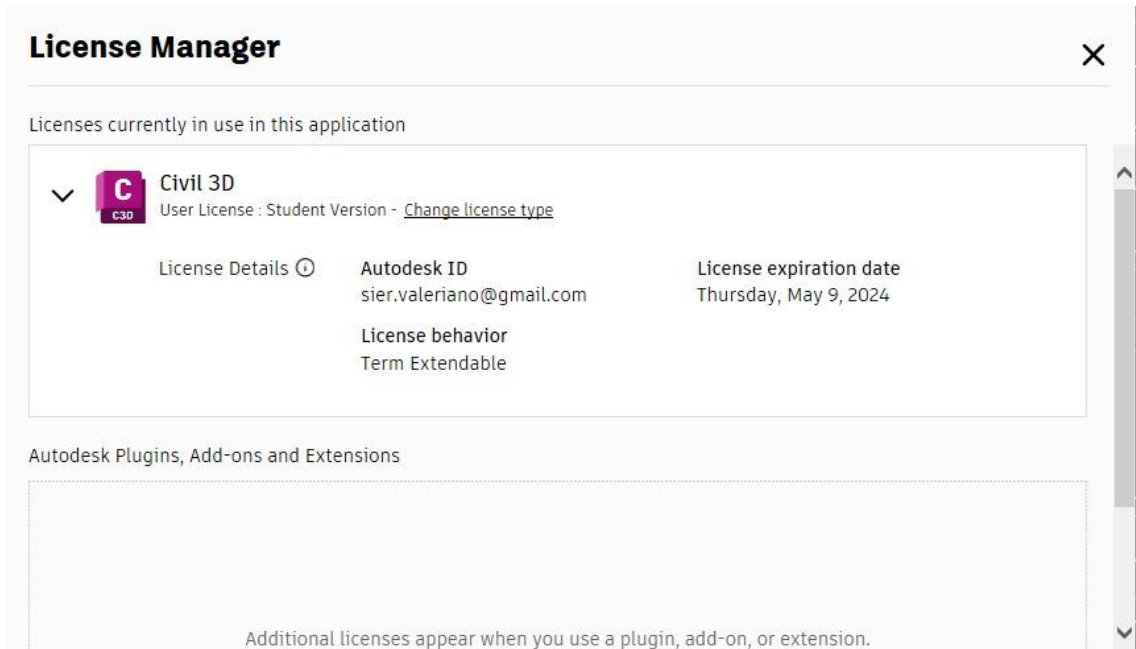 License Manager
Licenses currently in use in this application
C
C3D
Civil 3D
User License : Student Version - Change license type
License Details
Autodesk ID
sier.valeriano@gmail.com
License expiration date
Thursday, May 9, 2024
License behavior
Term Extendable
Autodesk Plugins, Add-ons and Extensions
Additional licenses appear when you use a plugin, add-on, or extension.